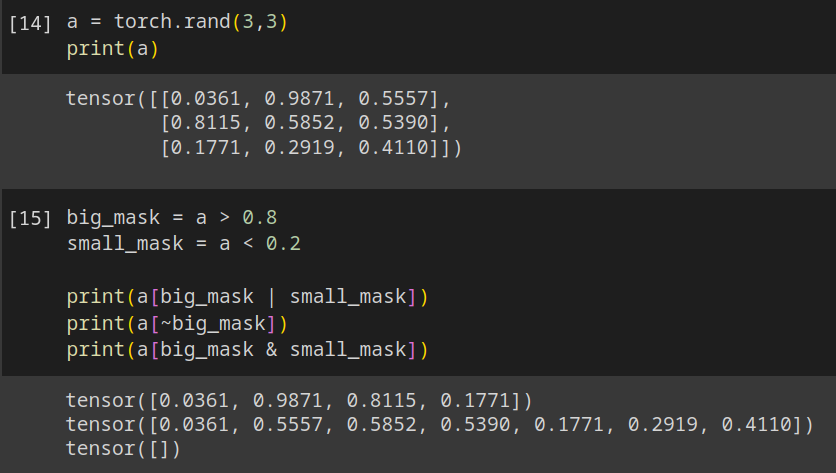 [14] a = torch.rand(3,3)
print(a)
tensor([[0.0361, 0.9871, 0.5557],
        [0.8115, 0.5852, 0.5390],
        [0.1771, 0.2919, 0.4110]])
[15] big_mask = a > 0.8
small_mask = a < 0.2
print(a[big_mask | small_mask])
print(a[~big_mask])
print(a[big_mask & small_mask])
tensor([0.0361, 0.9871, 0.8115, 0.1771])
tensor([0.0361, 0.5557, 0.5852, 0.5390, 0.1771, 0.2919, 0.4110])
tensor([])